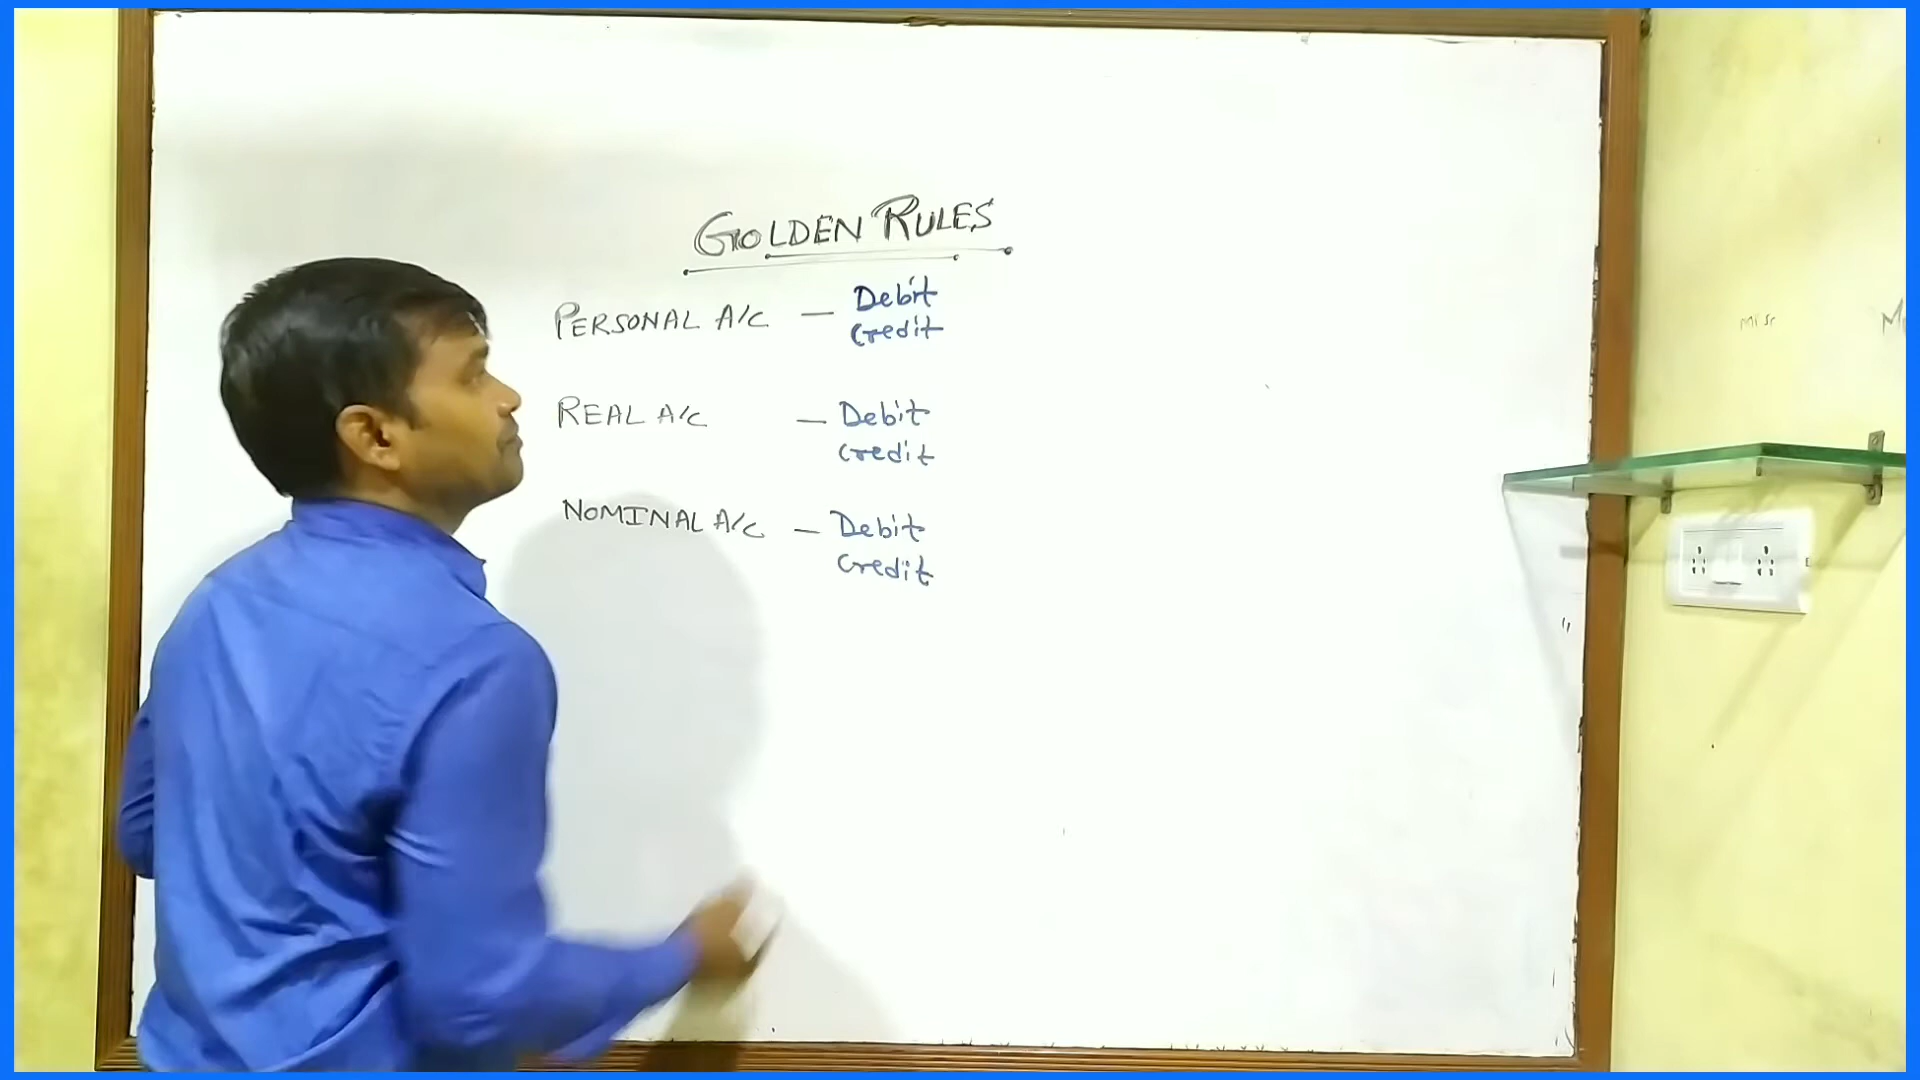 GOLDEN RULES
PERSONAL A/C — Debit
Credit
REAL A/C — Debit
Credit
NOMINAL A/C — Debit
Credit